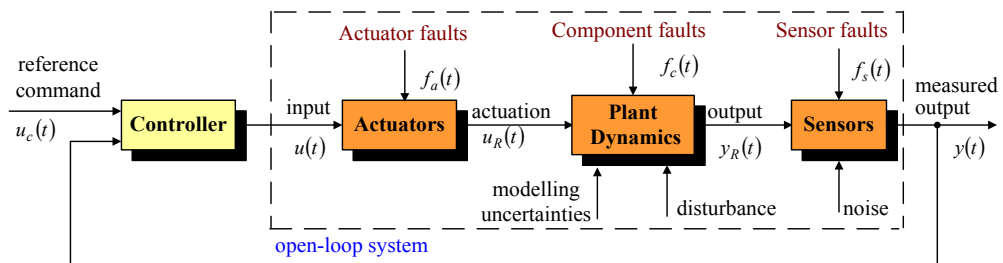 Actuator faults
Component faults
Sensor faults
reference
command
u_c(t)
f_a(t)
f_c(t)
f_s(t)
measured
output
input
actuation
output
Controller
Actuators
Plant
Dynamics
Sensors
u(t)
u_R(t)
y_R(t)
y(t)
modelling
uncertainties
disturbance
noise
open-loop system